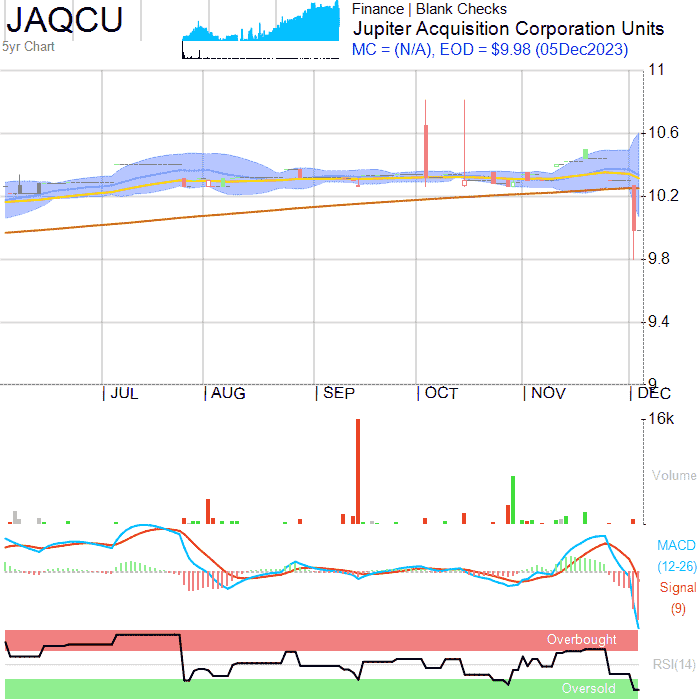 JAQCU
5yr Chart
Finance | Blank Checks
Jupiter Acquisition Corporation Units
MC = (N/A), EOD = $9.98 (05Dec2023)
11
10.6
10.2
9.8
9.4
9
JUL AUG SEP OCT NOV DEC
16k
Volume
MACD
(12-26)
Signal
(9)
Overbought
RSI(14)
Oversold